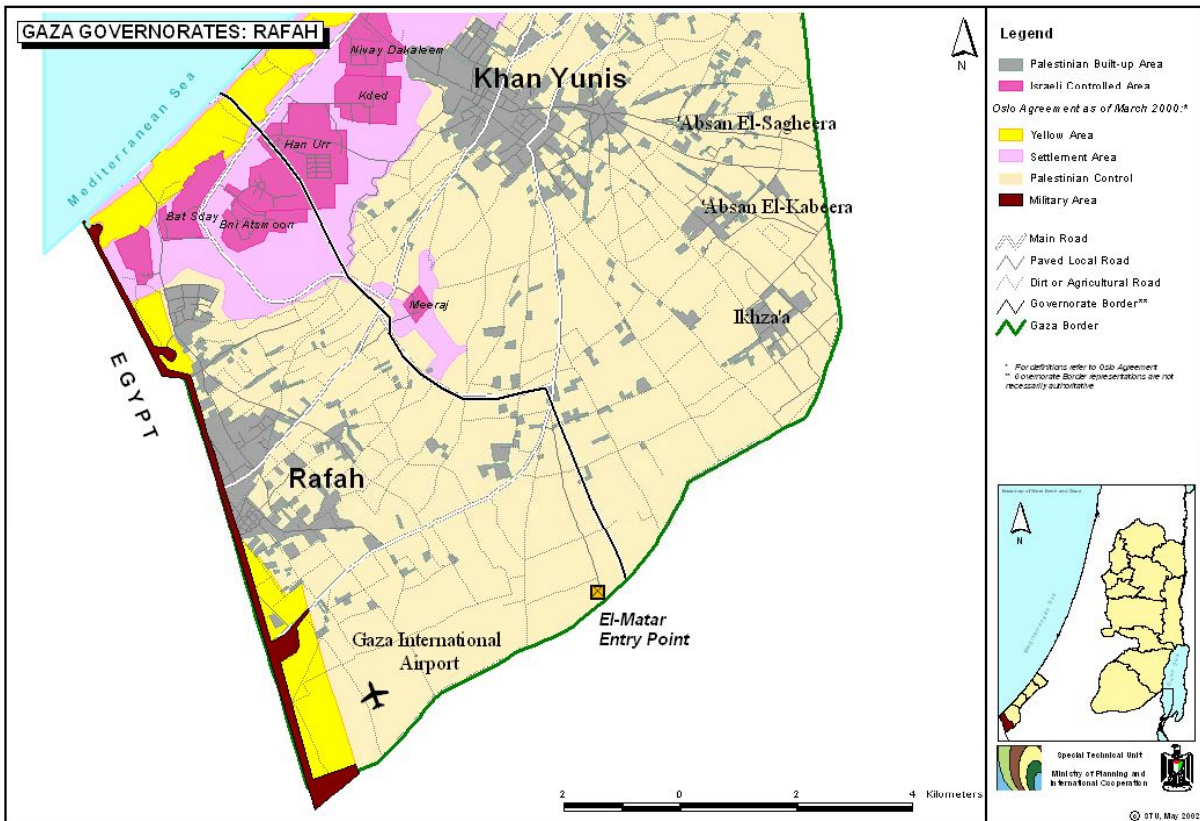 GAZA GOVERNORATES: RAFAH
N
Mediterranean Sea
Nivay Dakaleem
Kded
Han Urr
Bat Sday
Bni Atsmoon
Meeraj
Khan Yunis
'Absan El-Sagheera
'Absan El-Kabeera
Ikhza'a
EGYPT
Rafah
El-Matar
Entry Point
Gaza International
Airport
2 0 2 4 Kilometers
Legend
Palestinian Built-up Area
Israeli Controlled Area
Oslo Agreement as of March 2000:*
Yellow Area
Settlement Area
Palestinian Control
Military Area
Main Road
Paved Local Road
Dirt or Agricultural Road
Governorate Border**
Gaza Border
* For definitions refer to Oslo Agreement
** Governorate Border representations are not
necessarily authoritative
N
Mediterranean Sea
Special Technical Unit
Ministry of Planning and
International Cooperation
© STU, May 2002